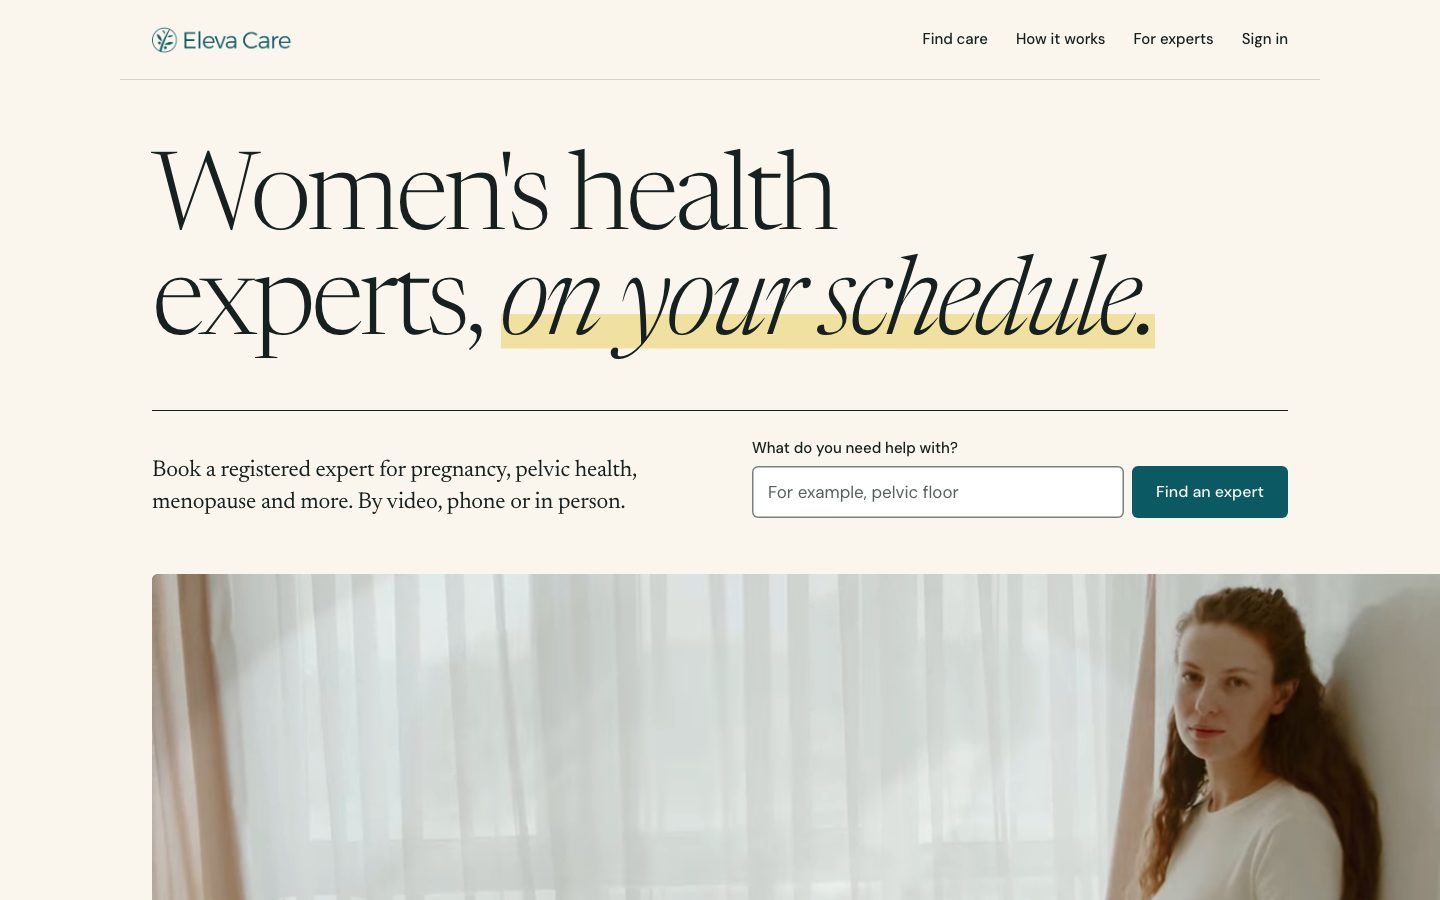 Eleva Care
Find care
How it works
For experts
Sign in
Women's health
experts, on your schedule.
Book a registered expert for pregnancy, pelvic health,
menopause and more. By video, phone or in person.
What do you need help with?
For example, pelvic floor
Find an expert